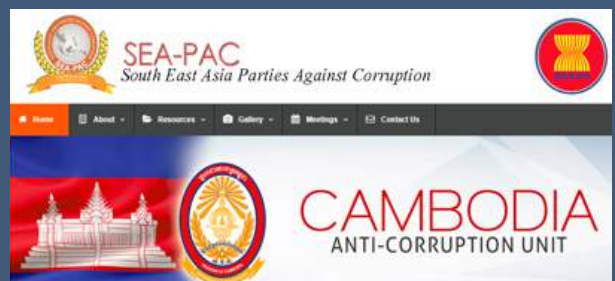 SEA-PAC
South East Asia Parties Against Corruption
Home About Resources Gallery Meetings Contact Us
CAMBODIA
ANTI-CORRUPTION UNIT